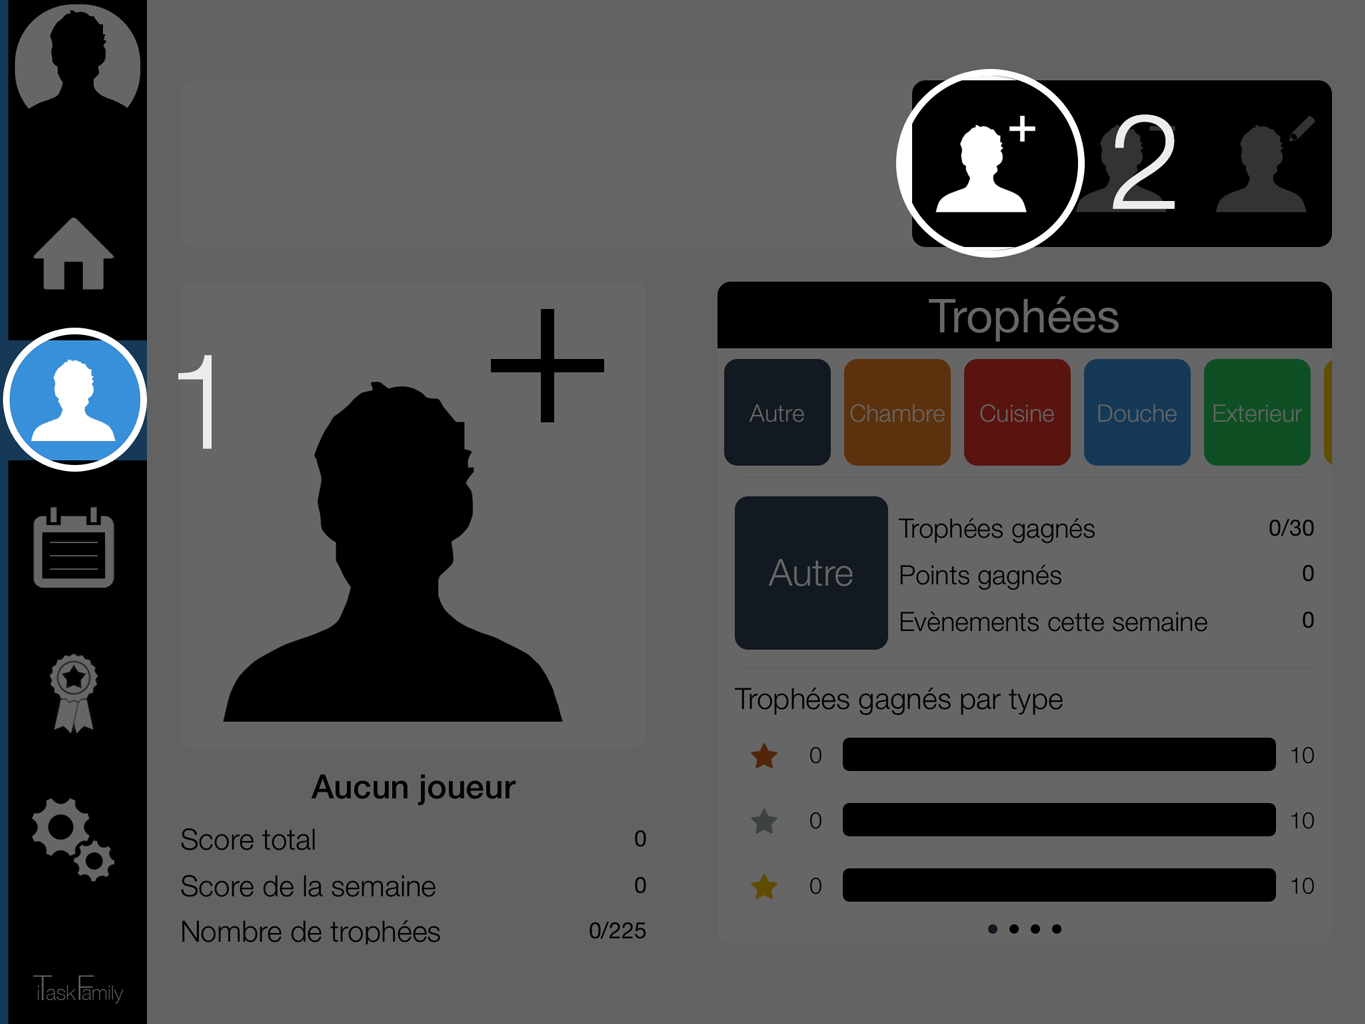 2
1
Trophées
Autre
Chambre
Cuisine
Douche
Exterieur
Autre
Trophées gagnés 0/30
Points gagnés 0
Evènements cette semaine 0
Trophées gagnés par type
0 10
0 10
0 10
Aucun joueur
Score total 0
Score de la semaine 0
Nombre de trophées 0/225
iTaskFamily